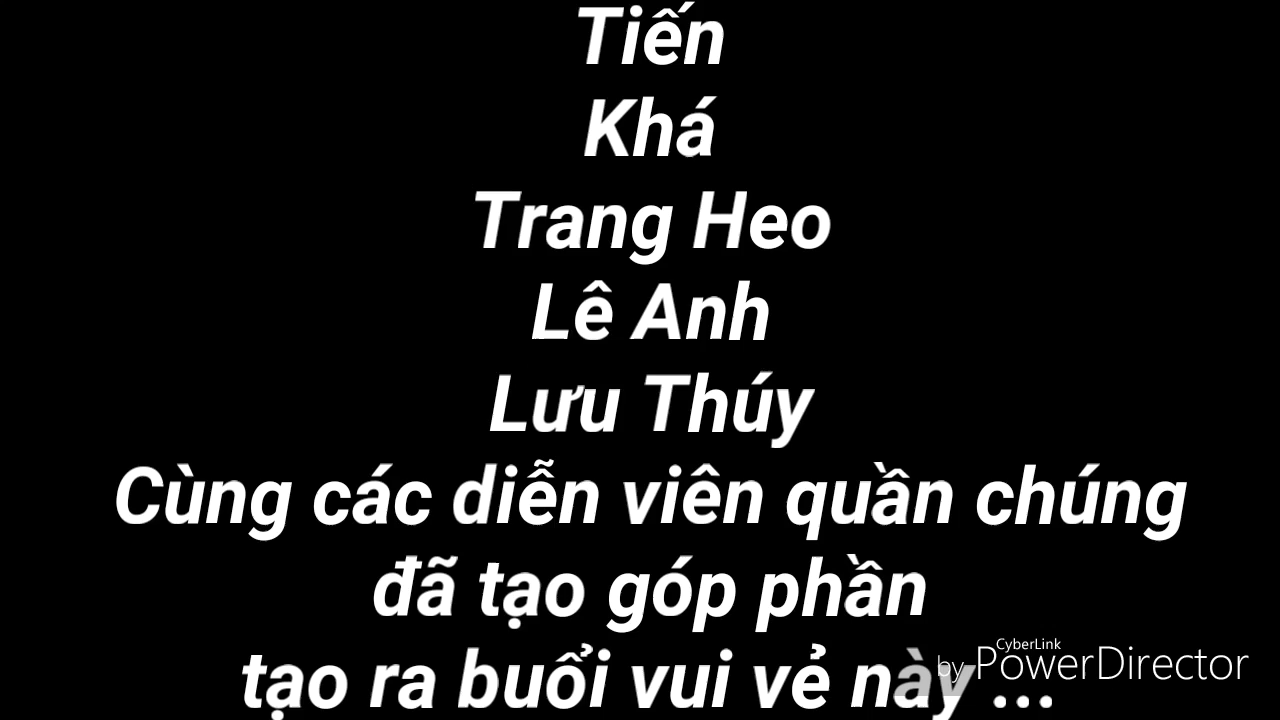 Tiến
Khá
Trang Heo
Lê Anh
Lưu Thúy
Cùng các diễn viên quần chúng
đã tạo góp phần
tạo ra buổi vui vẻ này ...
by CyberLink PowerDirector